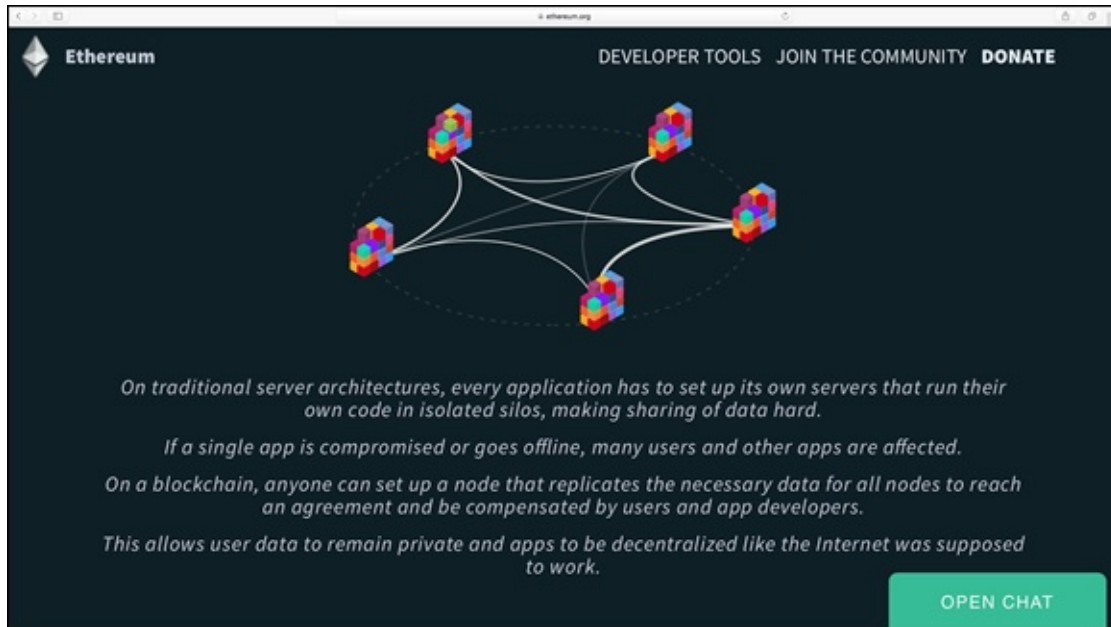 ethereum.org
Ethereum
DEVELOPER TOOLS JOIN THE COMMUNITY DONATE
On traditional server architectures, every application has to set up its own servers that run their
own code in isolated silos, making sharing of data hard.
If a single app is compromised or goes offline, many users and other apps are affected.
On a blockchain, anyone can set up a node that replicates the necessary data for all nodes to reach
an agreement and be compensated by users and app developers.
This allows user data to remain private and apps to be decentralized like the Internet was supposed
to work.
OPEN CHAT